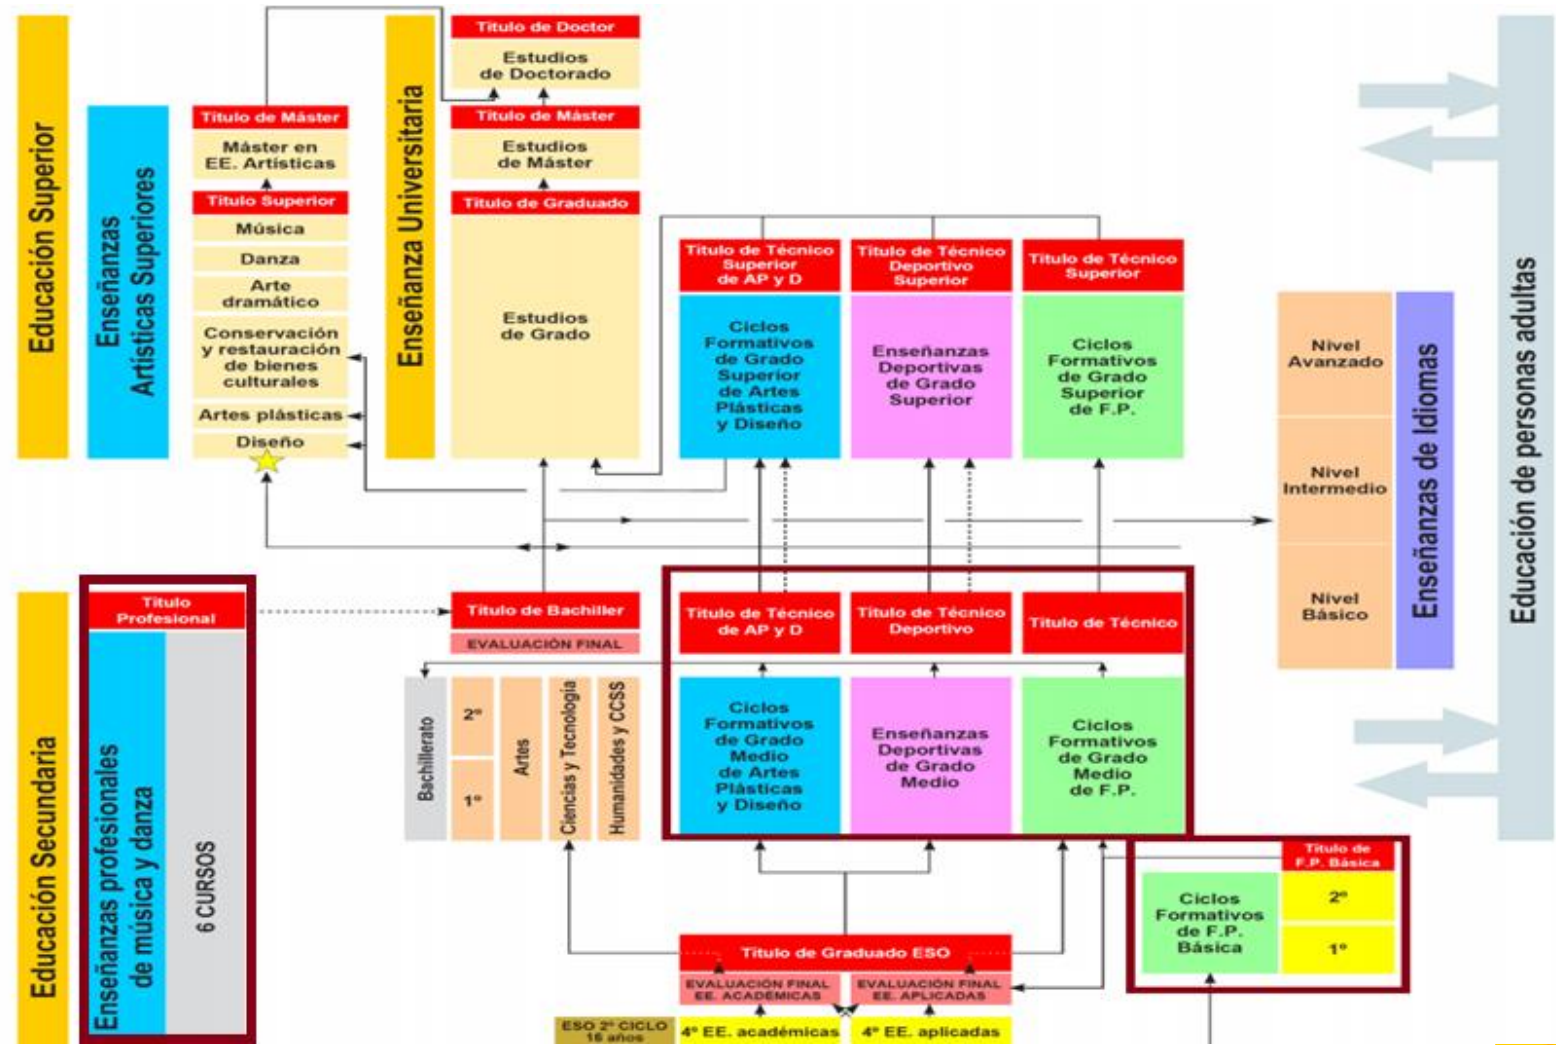 Educación Superior
Enseñanzas
Artísticas Superiores
Título de Máster
Máster en
EE. Artísticas
Título Superior
Música
Danza
Arte
dramático
Conservación
y restauración
de bienes
culturales
Artes plásticas
Diseño
Enseñanza Universitaria
Título de Doctor
Estudios
de Doctorado
Título de Máster
Estudios
de Máster
Título de Graduado
Estudios
de Grado
Título de Técnico
Superior
de AP y D
Ciclos
Formativos
de Grado
Superior
de Artes
Plásticas
y Diseño
Título de Técnico
Deportivo
Superior
Enseñanzas
Deportivas
de Grado
Superior
Título de Técnico
Superior
Ciclos
Formativos
de Grado
Superior
de F.P.
Nivel
Avanzado
Nivel
Intermedio
Nivel
Básico
Enseñanzas de Idiomas
Educación de personas adultas
Educación Secundaria
Título
Profesional
Enseñanzas profesionales
de música y danza
6 CURSOS
Título de Bachiller
EVALUACIÓN FINAL
Bachillerato
2º
1º
Artes
Ciencias y Tecnología
Humanidades y CCSS
Título de Técnico
de AP y D
Ciclos
Formativos
de Grado
Medio
de Artes
Plásticas
y Diseño
Título de Técnico
Deportivo
Enseñanzas
Deportivas
de Grado
Medio
Título de Técnico
Ciclos
Formativos
de Grado
Medio
de F.P.
Título de
F.P. Básica
Ciclos
Formativos
de F.P.
Básica
2º
1º
Título de Graduado ESO
EVALUACIÓN FINAL
EE. ACADÉMICAS
EVALUACIÓN FINAL
EE. APLICADAS
ESO 2º CICLO
16 años
4º EE. académicas
4º EE. aplicadas